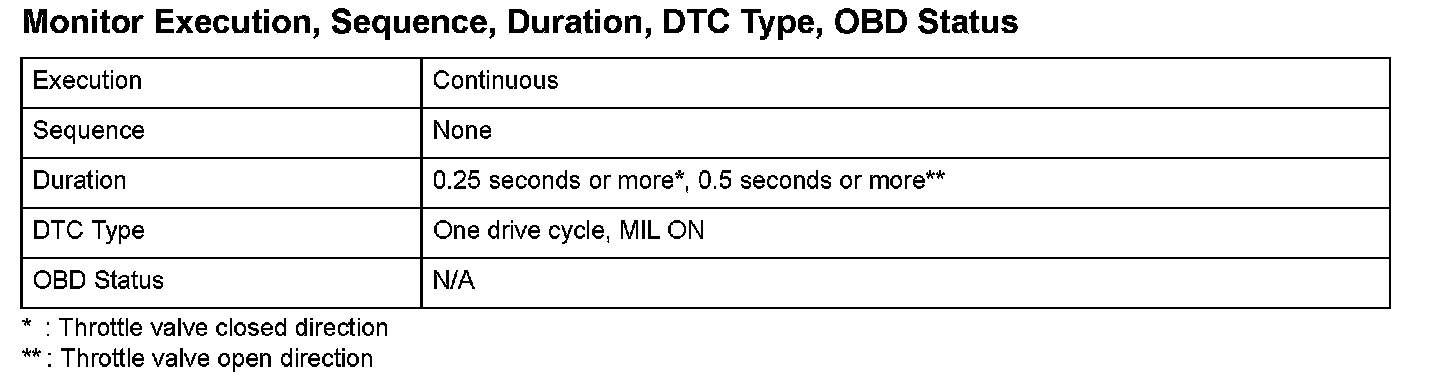 Monitor Execution, Sequence, Duration, DTC Type, OBD Status
Execution Continuous
Sequence None
Duration 0.25 seconds or more*, 0.5 seconds or more**
DTC Type One drive cycle, MIL ON
OBD Status N/A
* : Throttle valve closed direction
** : Throttle valve open direction